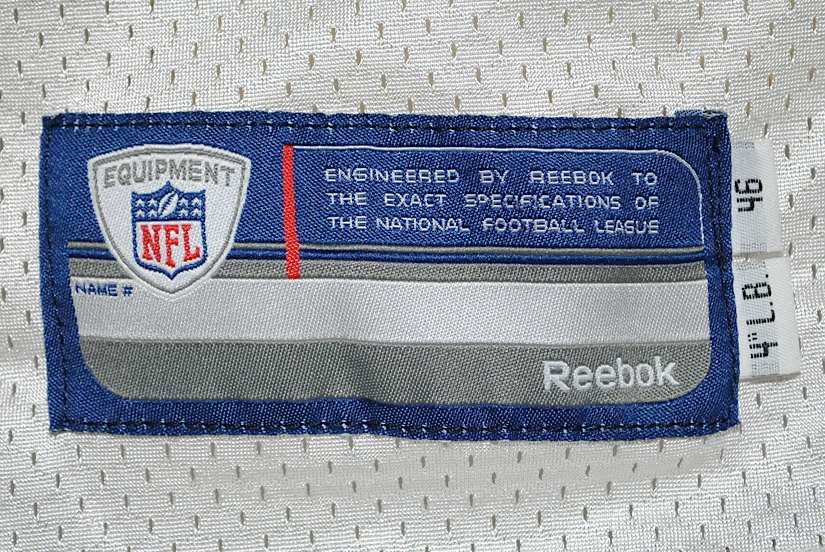 EQUIPMENT
NFL
ENGINEERED BY REEBOK TO
THE EXACT SPECIFICATIONS OF
THE NATIONAL FOOTBALL LEAGUE
NAME #
Reebok
46
4" L.B.